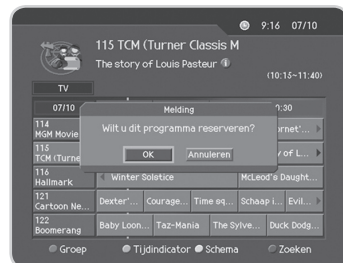 9:16 07/10
115 TCM (Turner Classis M
The story of Louis Pasteur
(10:15~11:40)
TV
07/10
0:30
Melding
Wilt u dit programma reserveren?
OK Annuleren
114
MGM Movie
rnet'...
115
TCM (Turne
of L...
116
Hallmark
Winter Solstice
McLeod's Daught...
121
Cartoon Ne...
Dexter'... Courage... Time sq... Schaap i... Evil...
122
Boomerang
Baby Loon... Taz-Mania The Sylve... Duck Dodg...
Groep Tijdindicator Schema Zoeken